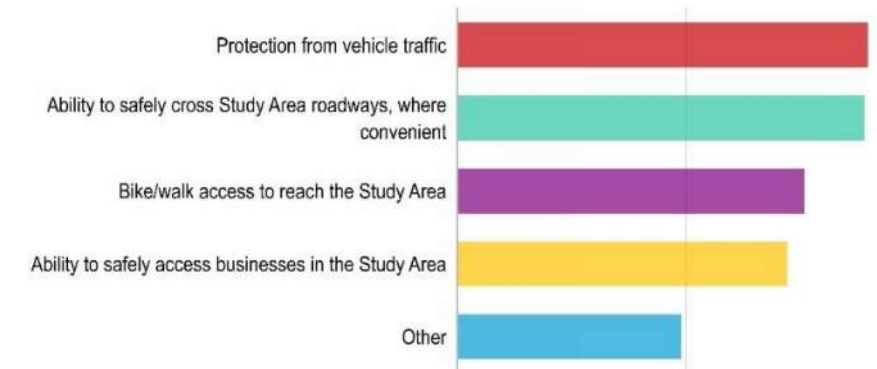 Protection from vehicle traffic
Ability to safely cross Study Area roadways, where
convenient
Bike/walk access to reach the Study Area
Ability to safely access businesses in the Study Area
Other